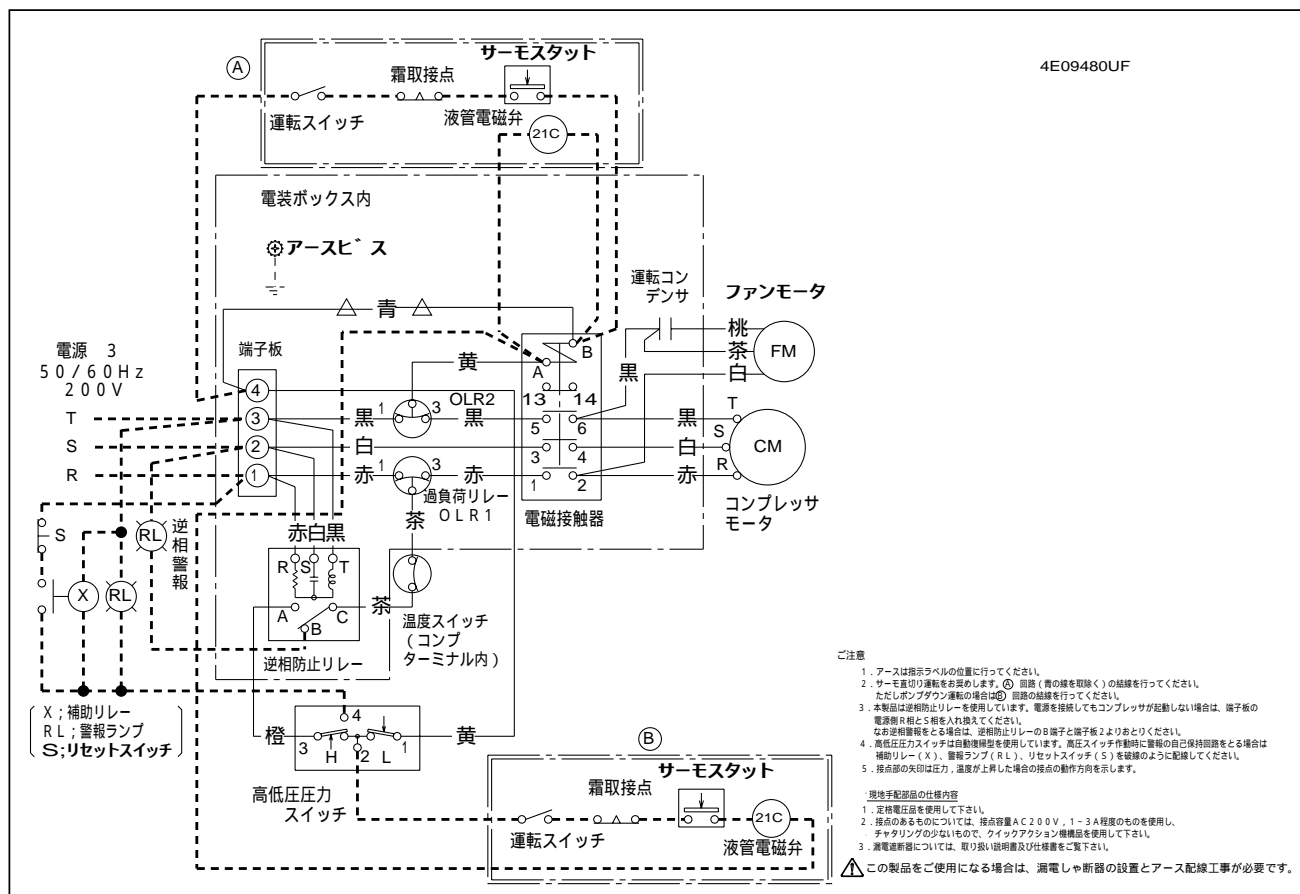 4E09480UF
A
サーモスタット
霜取接点
運転スイッチ
液管電磁弁
21C
電装ボックス内
アースビス
運転コン
デンサ
ファンモータ
青
桃
茶
白
FM
電源 3
50/60Hz
200V
端子板
黄
A
B
黒
4
OLR2
13
14
T
3
黒
1
3
黒
5
6
黒
T
S
2
白
3
4
白
S
CM
R
1
赤
1
3
赤
1
2
赤
R
過負荷リレー
OLR1
電磁接触器
コンプレッサ
モータ
S
RL
逆相警報
赤白黒
茶
R
S
T
X
RL
A
B
C
茶
温度スイッチ
(コンプ
ターミナル内)
逆相防止リレー
X;補助リレー
RL;警報ランプ
S;リセットスイッチ
橙
3
H
4
2
L
1
黄
高低圧圧力
スイッチ
B
サーモスタット
霜取接点
運転スイッチ
21C
液管電磁弁
ご注意
1.アースは指示ラベルの位置に行ってください。
2.サーモ直切り運転をお奨めします。Ⓐ 回路(青の線を取除く)の結線を行ってください。
ただしポンプダウン運転の場合はⒷ 回路の結線を行ってください。
3.本製品は逆相防止リレーを使用しています。電源を接続してもコンプレッサが起動しない場合は、端子板の
電源側R相とS相を入れ換えてください。
なお逆相警報をとる場合は、逆相防止リレーのB端子と端子板2よりおとりください。
4.高低圧圧力スイッチは自動復帰型を使用しています。高圧スイッチ作動時に警報の自己保持回路をとる場合は
補助リレー(X)、警報ランプ(RL)、リセットスイッチ(S)を破線のように配線してください。
5.接点部の矢印は圧力,温度が上昇した場合の接点の動作方向を示します。
現地手配部品の仕様内容
1.定格電圧品を使用して下さい。
2.接点のあるものについては、接点容量AC200V,1-3A程度のものを使用し、
チャタリングの少ないもので、クイックアクション機構品を使用して下さい。
3.漏電遮断器については、取り扱い説明書及び仕様書をご覧下さい。
この製品をご使用になる場合は、漏電しゃ断器の設置とアース配線工事が必要です。